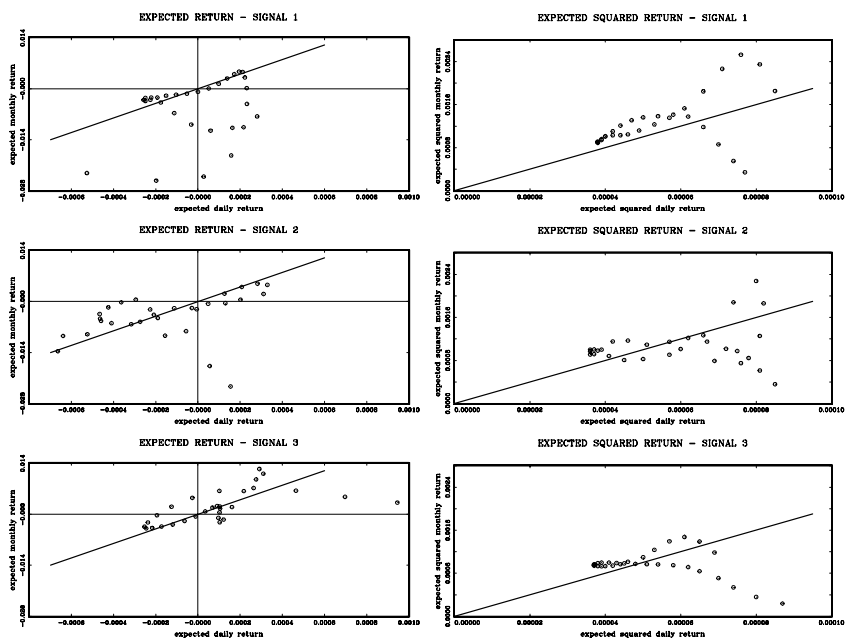 EXPECTED RETURN - SIGNAL 1
expected monthly return
0.014
-0.000
-0.014
-0.028
-0.0006 -0.0004 -0.0002 0.0000 0.0002 0.0004 0.0006 0.0008 0.0010
expected daily return
EXPECTED SQUARED RETURN - SIGNAL 1
expected squared monthly return
0.0024
0.0016
0.0008
0.0000
0.00000 0.00002 0.00004 0.00006 0.00008 0.00010
expected squared daily return
EXPECTED RETURN - SIGNAL 2
expected monthly return
0.014
-0.000
-0.014
-0.028
-0.0006 -0.0004 -0.0002 0.0000 0.0002 0.0004 0.0006 0.0008 0.0010
expected daily return
EXPECTED SQUARED RETURN - SIGNAL 2
expected squared monthly return
0.0024
0.0016
0.0008
0.0000
0.00000 0.00002 0.00004 0.00006 0.00008 0.00010
expected squared daily return
EXPECTED RETURN - SIGNAL 3
expected monthly return
0.014
-0.000
-0.014
-0.028
-0.0006 -0.0004 -0.0002 0.0000 0.0002 0.0004 0.0006 0.0008 0.0010
expected daily return
EXPECTED SQUARED RETURN - SIGNAL 3
expected squared monthly return
0.0024
0.0016
0.0008
0.0000
0.00000 0.00002 0.00004 0.00006 0.00008 0.00010
expected squared daily return